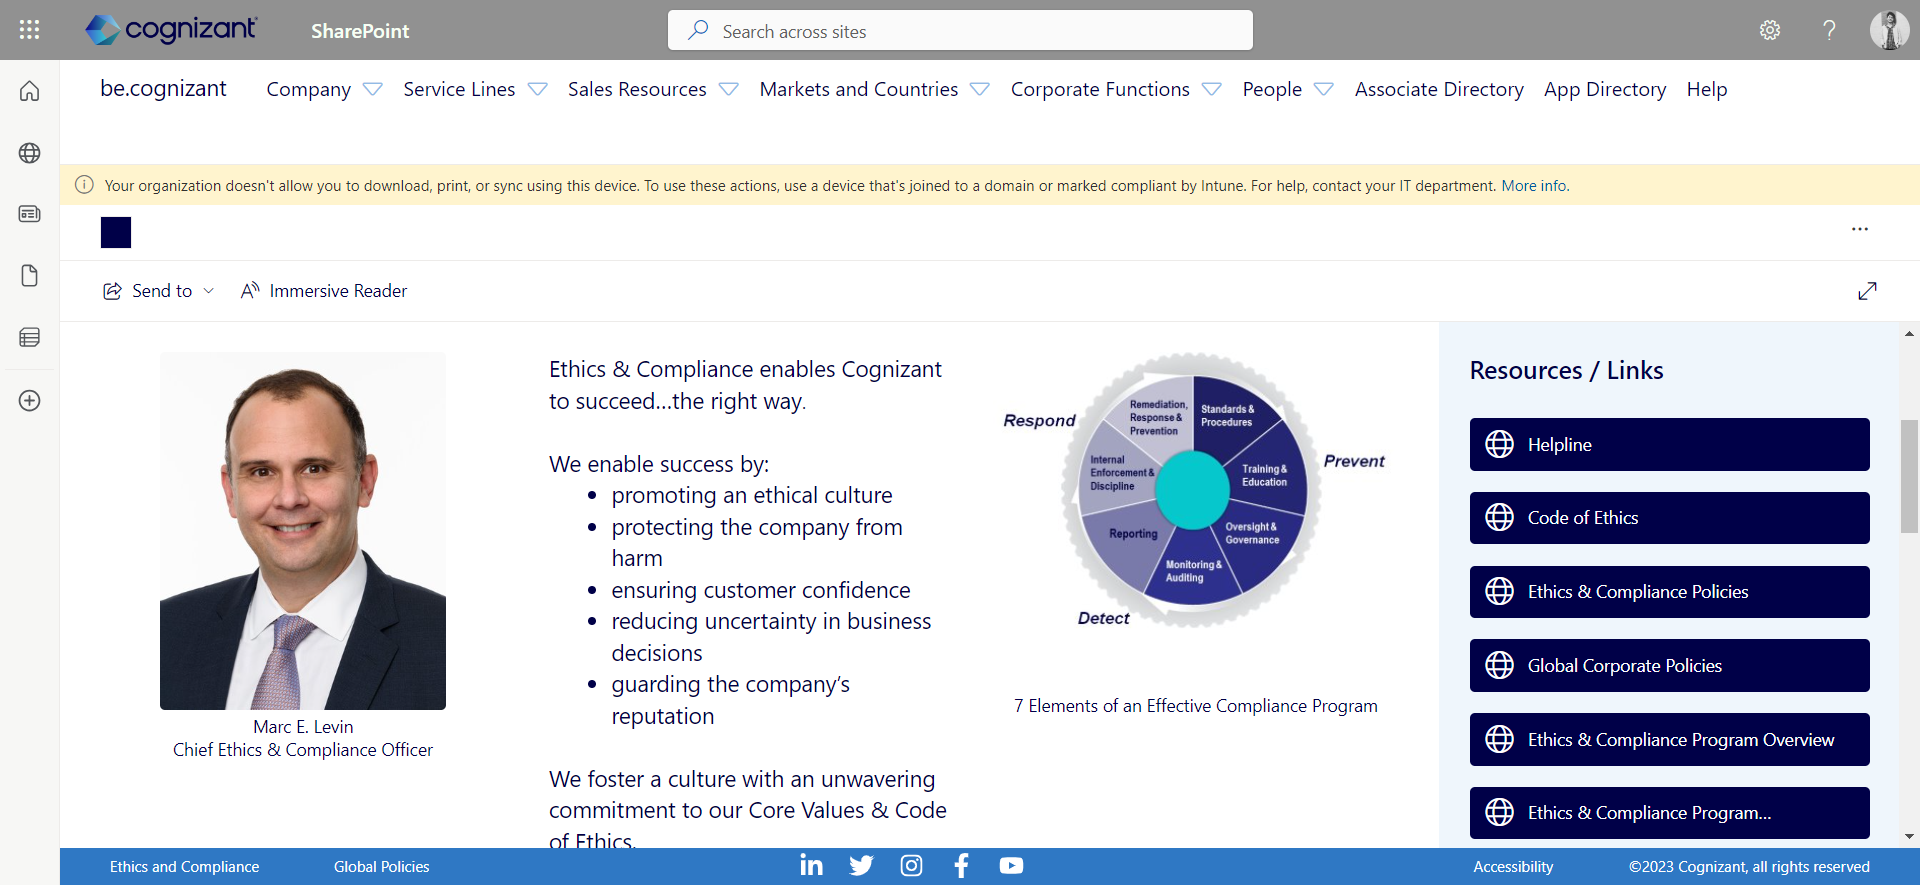 cognizant
SharePoint
Search across sites
be.cognizant
Company
Service Lines
Sales Resources
Markets and Countries
Corporate Functions
People
Associate Directory
App Directory
Help
Your organization doesn't allow you to download, print, or sync using this device. To use these actions, use a device that's joined to a domain or marked compliant by Intune. For help, contact your IT department. More info.
Send to
Immersive Reader
Marc E. Levin
Chief Ethics & Compliance Officer
Ethics & Compliance enables Cognizant
to succeed...the right way.
We enable success by:
• promoting an ethical culture
• protecting the company from
harm
• ensuring customer confidence
• reducing uncertainty in business
decisions
• guarding the company's
reputation
We foster a culture with an unwavering
commitment to our Core Values & Code
of Ethics.
Respond
Prevent
Detect
Remediation,
Response &
Prevention
Standards &
Procedures
Internal
Enforcement &
Discipline
Training &
Education
Reporting
Oversight &
Governance
Monitoring &
Auditing
7 Elements of an Effective Compliance Program
Resources / Links
Helpline
Code of Ethics
Ethics & Compliance Policies
Global Corporate Policies
Ethics & Compliance Program Overview
Ethics & Compliance Program...
Ethics and Compliance
Global Policies
Accessibility
©2023 Cognizant, all rights reserved